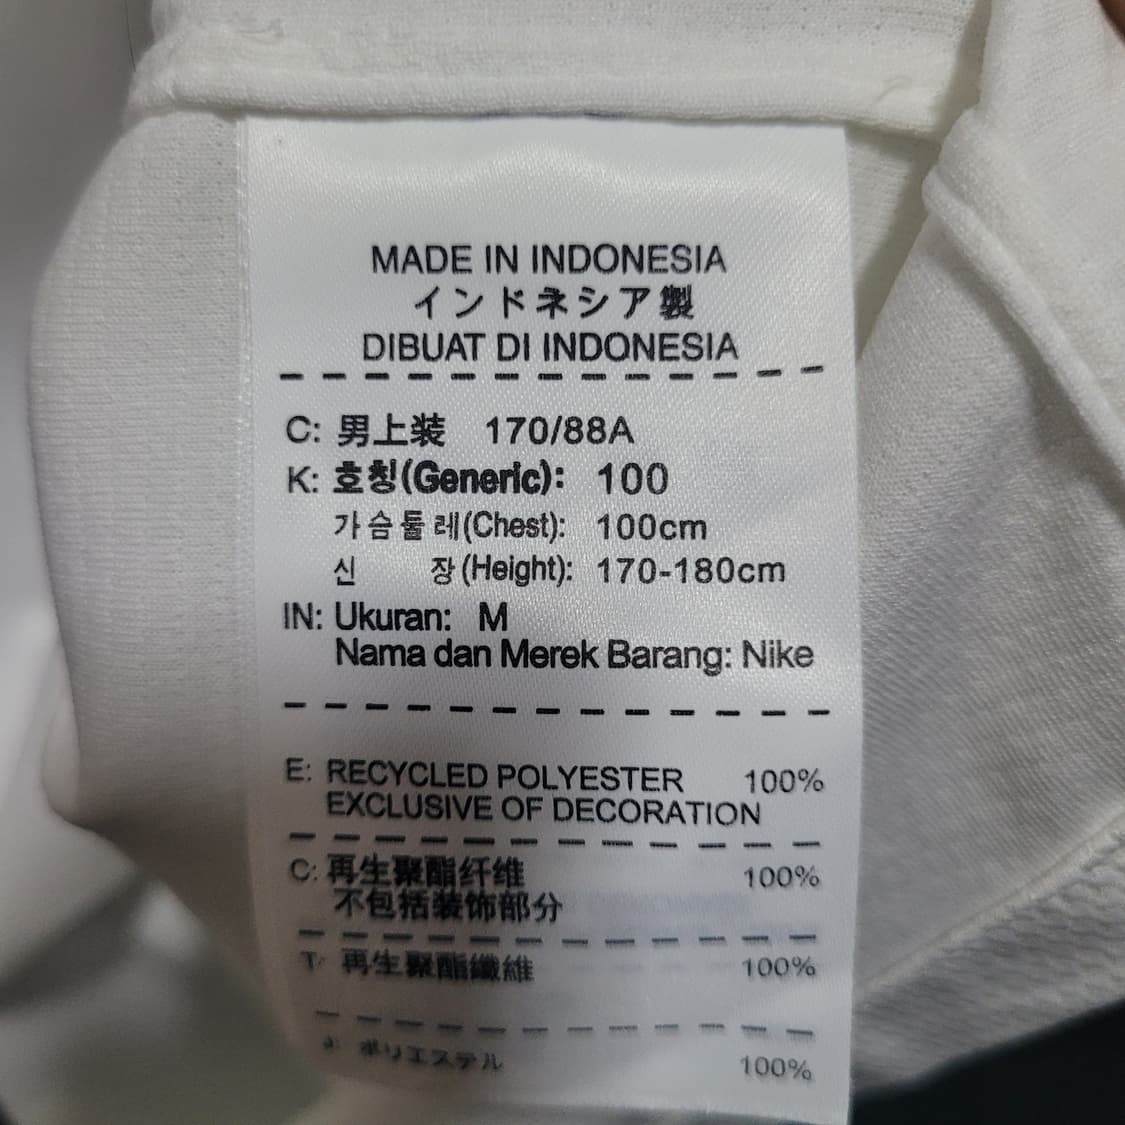 MADE IN INDONESIA
インドネシア製
DIBUAT DI INDONESIA
C: 男上装 170/88A
K: 호칭(Generic): 100
가슴둘레(Chest): 100cm
신 장(Height): 170-180cm
IN: Ukuran: M
Nama dan Merek Barang: Nike
E: RECYCLED POLYESTER 100%
EXCLUSIVE OF DECORATION
C: 再生聚酯纤维 100%
不包括装饰部分
T: 再生聚酯纖維 100%
J: ポリエステル 100%